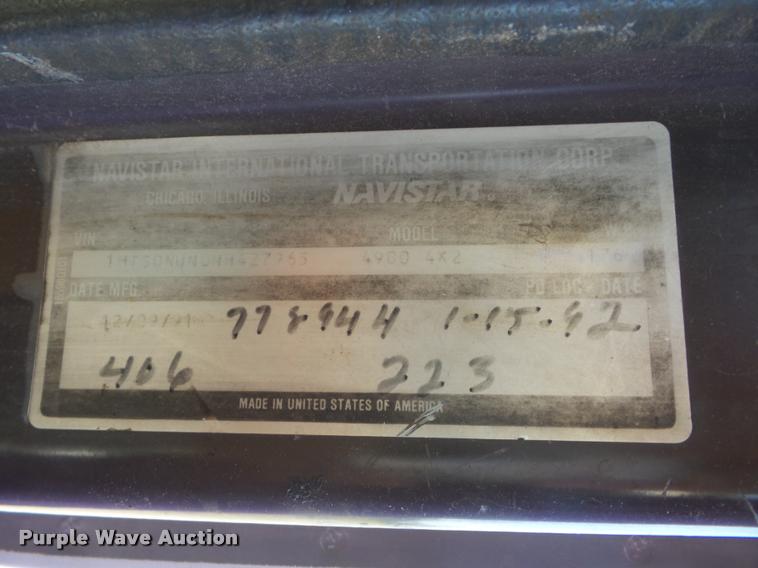 NAVISTAR INTERNATIONAL TRANSPORTATION CORP
CHICAGO, ILLINOIS NAVISTAR
VIN MODEL W.B.
4900 4X2
DATE MFG PD LOC - DATE
778944 1-15-92
406 223
MADE IN UNITED STATES OF AMERICA
Purple Wave Auction